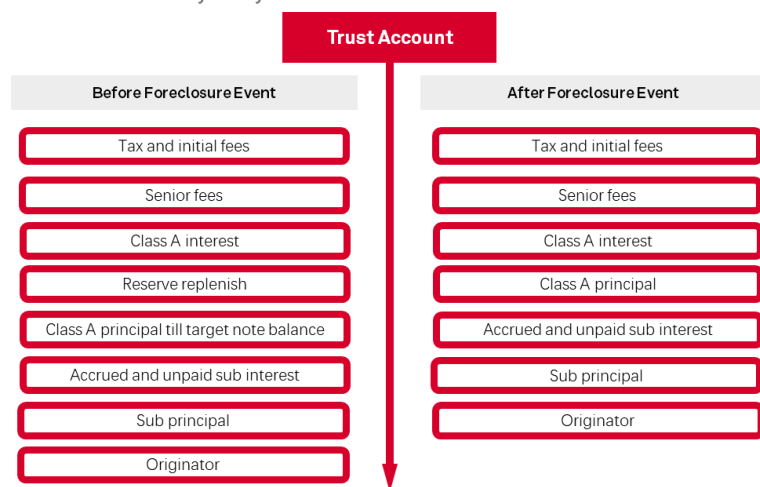 Trust Account
Before Foreclosure Event
Tax and initial fees
Senior fees
Class A interest
Reserve replenish
Class A principal till target note balance
Accrued and unpaid sub interest
Sub principal
Originator
After Foreclosure Event
Tax and initial fees
Senior fees
Class A interest
Class A principal
Accrued and unpaid sub interest
Sub principal
Originator